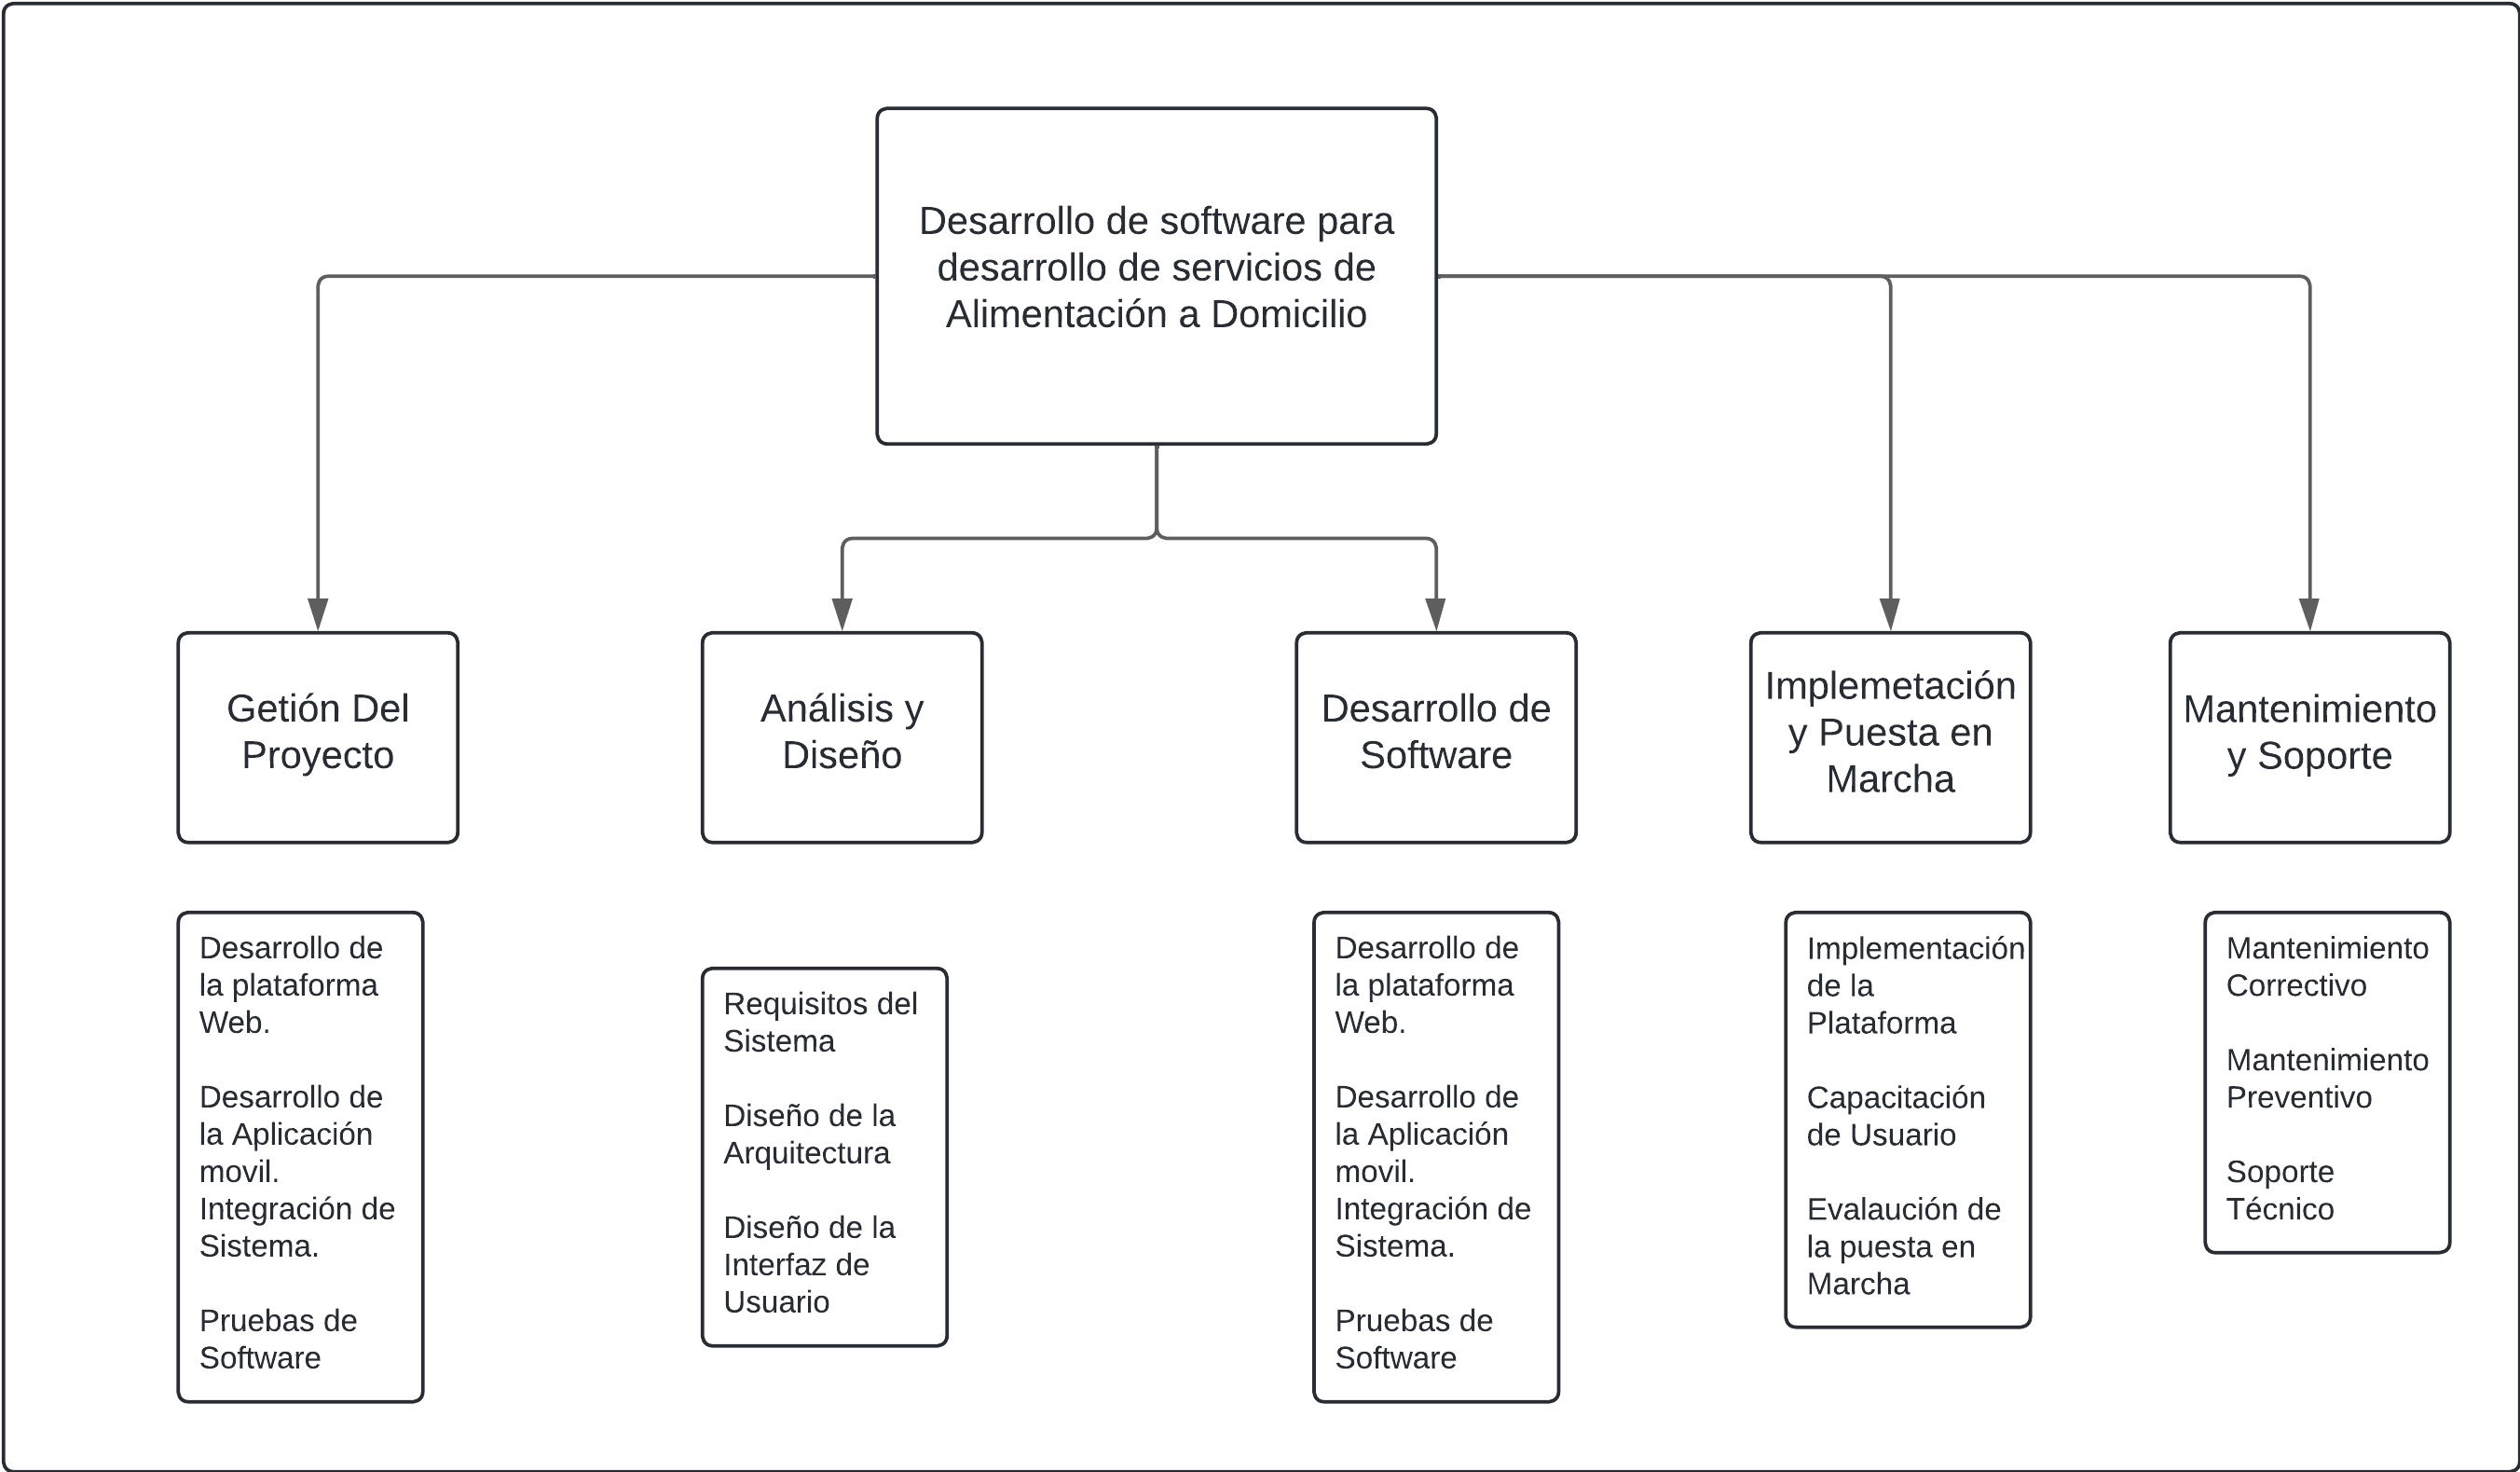 Desarrollo de software para
desarrollo de servicios de
Alimentación a Domicilio
Getión Del
Proyecto
Análisis y
Diseño
Desarrollo de
Software
Implemetación
y Puesta en
Marcha
Mantenimiento
y Soporte
Desarrollo de
la plataforma
Web.
Desarrollo de
la Aplicación
movil.
Integración de
Sistema.
Pruebas de
Software
Requisitos del
Sistema
Diseño de la
Arquitectura
Diseño de la
Interfaz de
Usuario
Desarrollo de
la plataforma
Web.
Desarrollo de
la Aplicación
movil.
Integración de
Sistema.
Pruebas de
Software
Implementación
de la
Plataforma
Capacitación
de Usuario
Evalaución de
la puesta en
Marcha
Mantenimiento
Correctivo
Mantenimiento
Preventivo
Soporte
Técnico